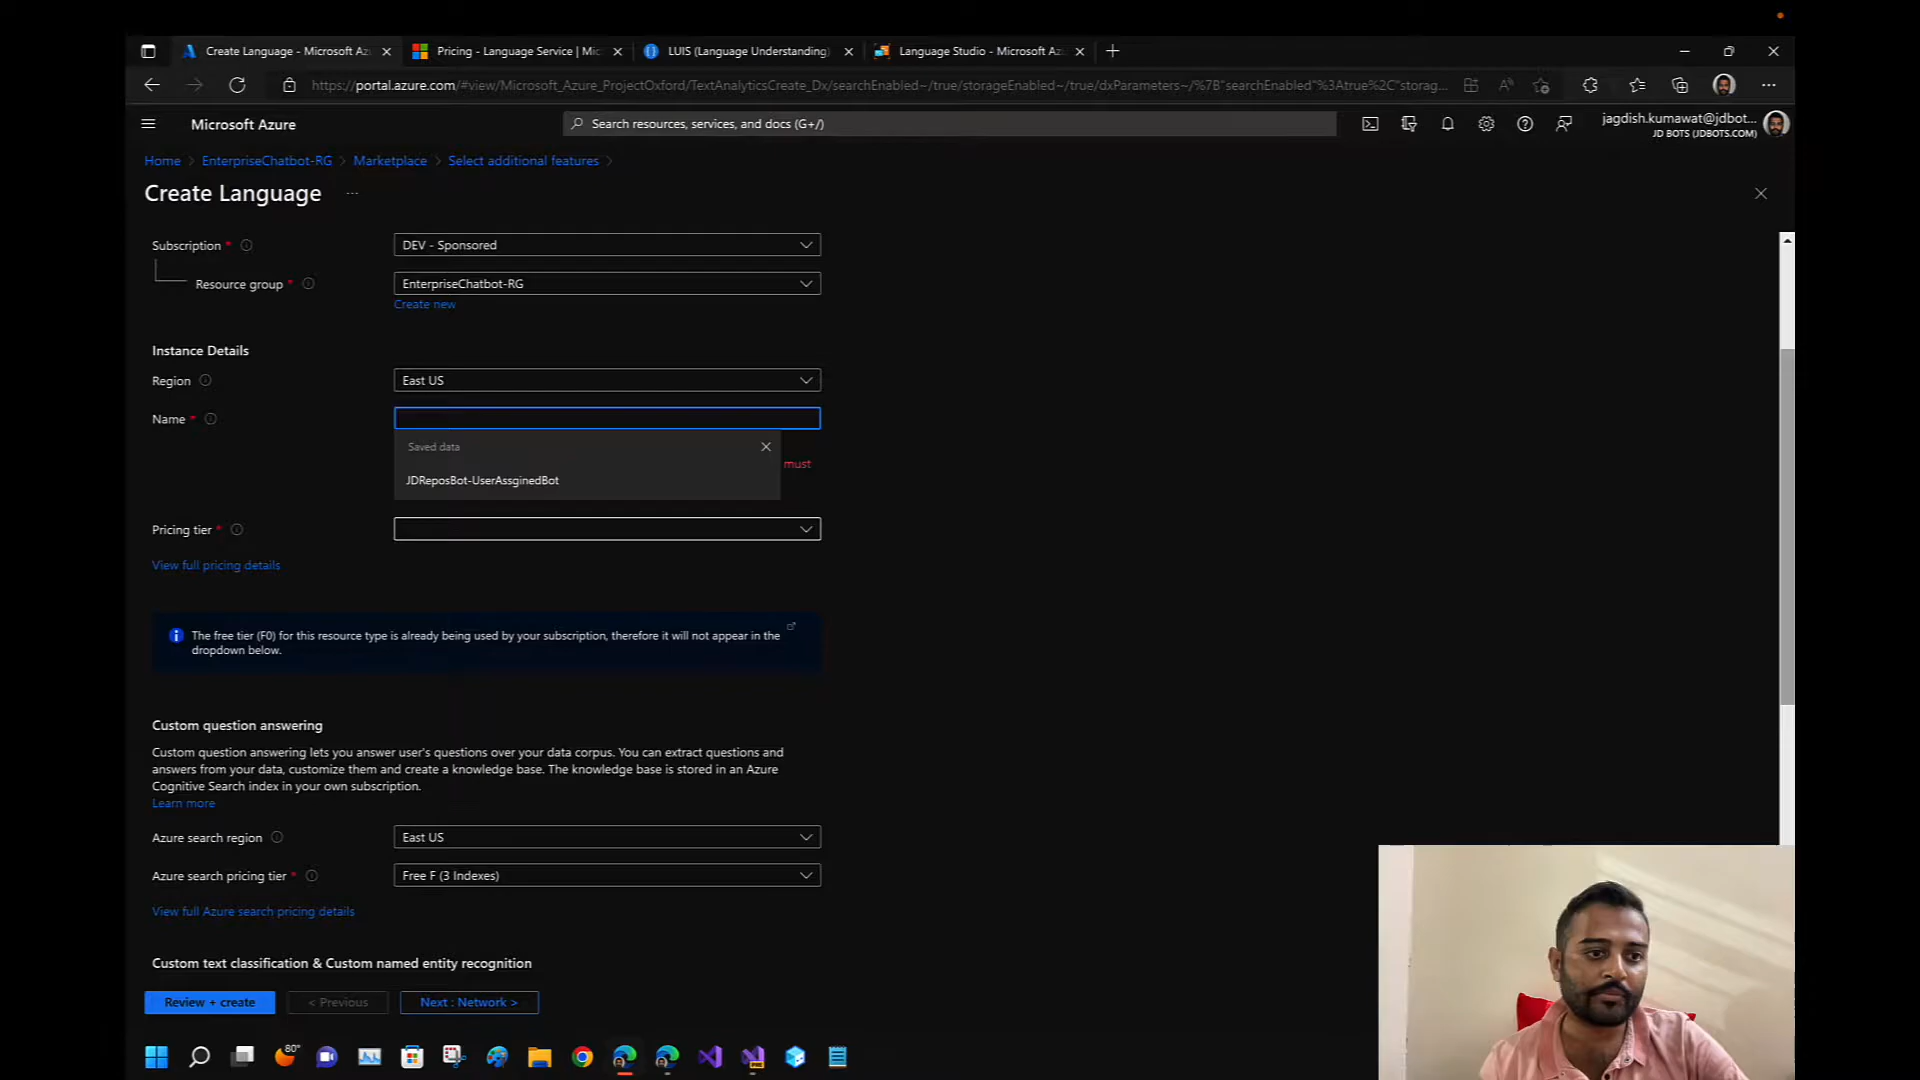 Create Language - Microsoft Az
Pricing - Language Service | Mic
LUIS (Language Understanding)
Language Studio - Microsoft Az
https://portal.azure.com/#view/Microsoft_Azure_ProjectOxford/TextAnalyticsCreate_Dx/searchEnabled~/true/storageEnabled~/true/dxParameters~/%7B"searchEnabled"%3Atrue%2C"storag...
Microsoft Azure
Search resources, services, and docs (G+/)
jagdish.kumawat@jdbot...
JD BOTS (JDBOTS.COM)
Home > EnterpriseChatbot-RG > Marketplace > Select additional features >
Create Language ...
Subscription *
DEV - Sponsored
Resource group *
EnterpriseChatbot-RG
Create new
Instance Details
Region
East US
Name *
Saved data
must
JDReposBot-UserAssginedBot
Pricing tier *
View full pricing details
The free tier (F0) for this resource type is already being used by your subscription, therefore it will not appear in the
dropdown below.
Custom question answering
Custom question answering lets you answer user's questions over your data corpus. You can extract questions and
answers from your data, customize them and create a knowledge base. The knowledge base is stored in an Azure
Cognitive Search index in your own subscription.
Learn more
Azure search region
East US
Azure search pricing tier *
Free F (3 Indexes)
View full Azure search pricing details
Custom text classification & Custom named entity recognition
Review + create
< Previous
Next : Network >
80°